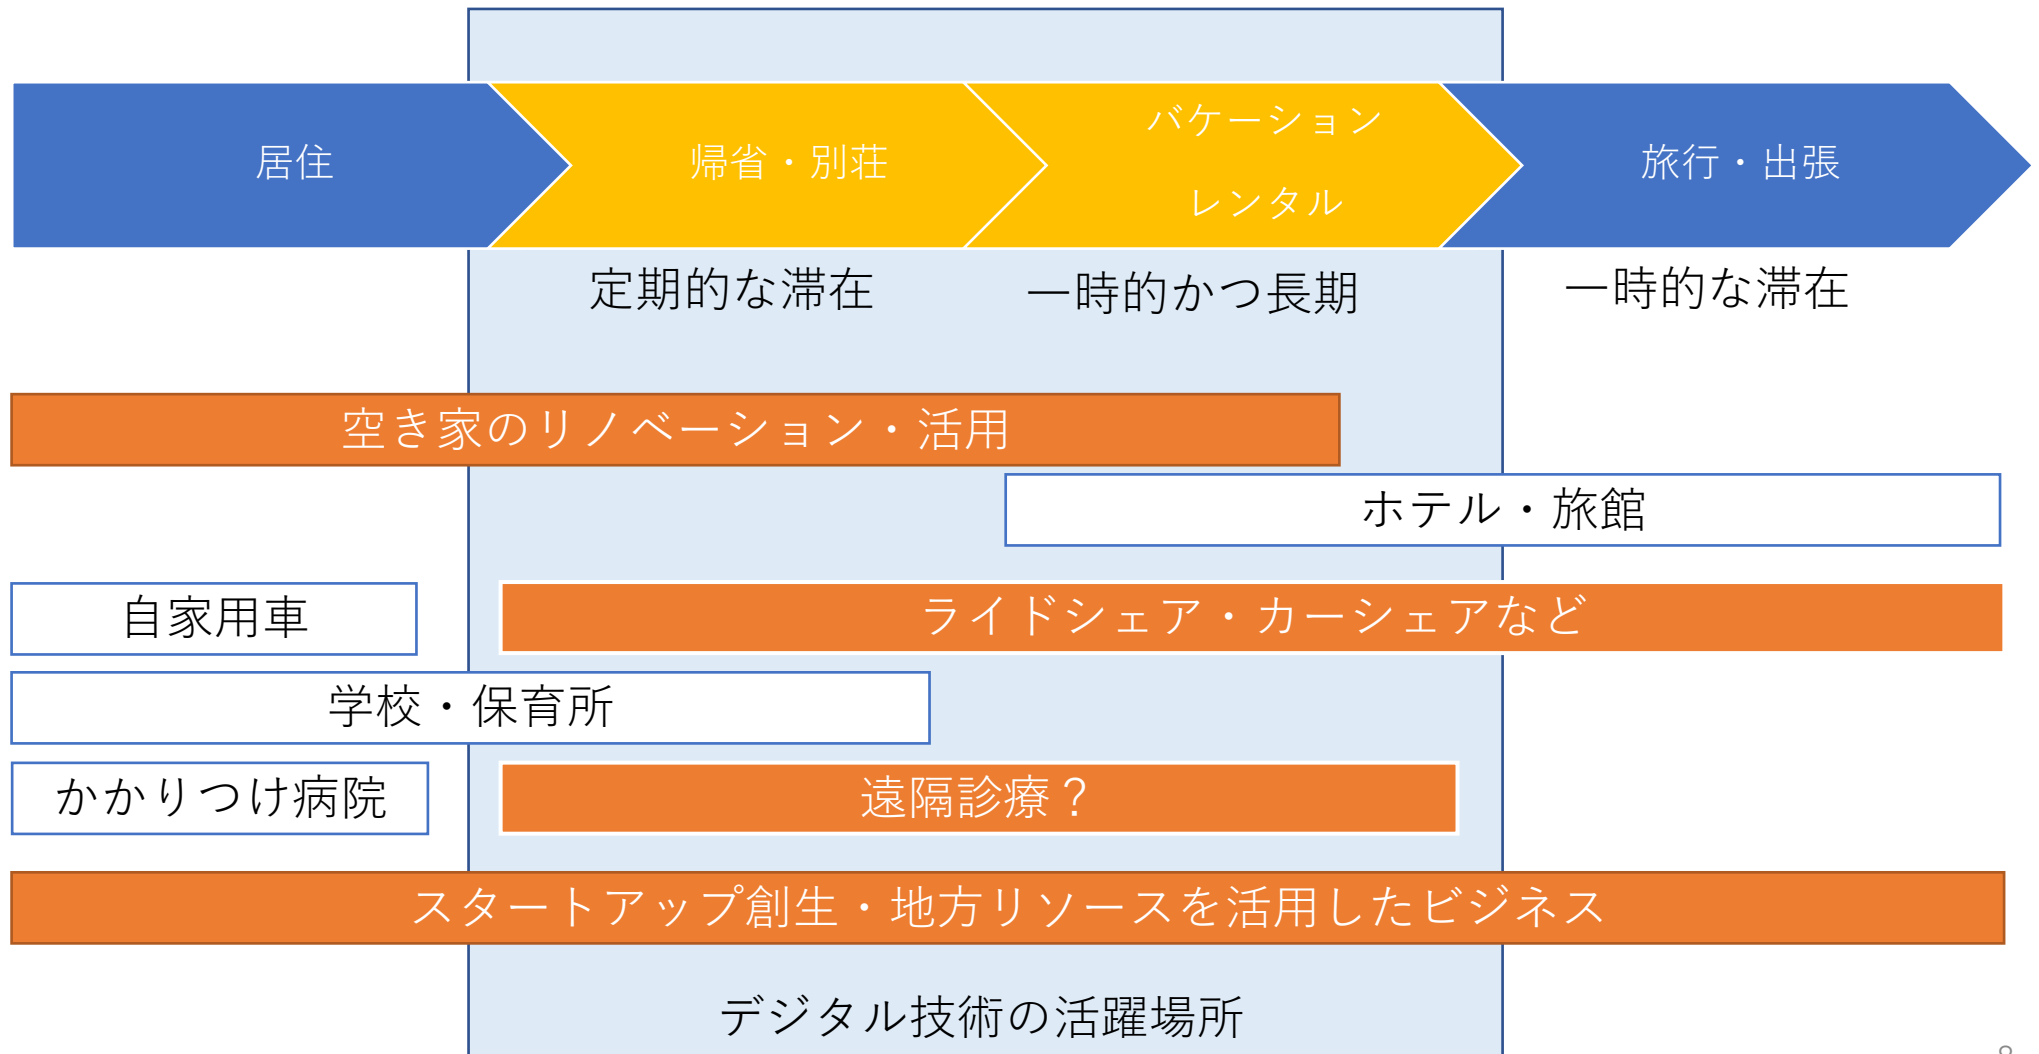 居住
帰省・別荘
バケーション
レンタル
旅行・出張
定期的な滞在
一時的かつ長期
一時的な滞在
空き家のリノベーション・活用
ホテル・旅館
自家用車
ライドシェア・カーシェアなど
学校・保育所
かかりつけ病院
遠隔診療？
スタートアップ創生・地方リソースを活用したビジネス
デジタル技術の活躍場所